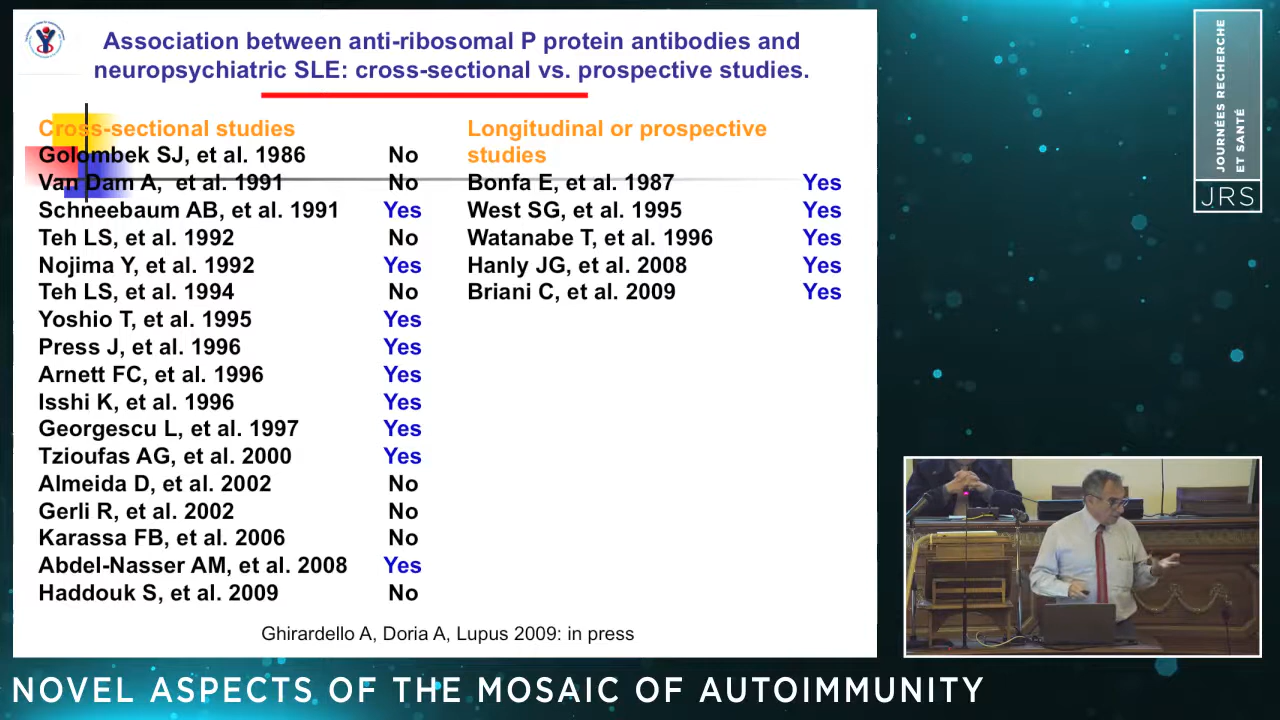 Association between anti-ribosomal P protein antibodies and
neuropsychiatric SLE: cross-sectional vs. prospective studies.
Cross-sectional studies
Golombek SJ, et al. 1986 No
Van Dam A, et al. 1991 No
Schneebaum AB, et al. 1991 Yes
Teh LS, et al. 1992 No
Nojima Y, et al. 1992 Yes
Teh LS, et al. 1994 No
Yoshio T, et al. 1995 Yes
Press J, et al. 1996 Yes
Arnett FC, et al. 1996 Yes
Isshi K, et al. 1996 Yes
Georgescu L, et al. 1997 Yes
Tzioufas AG, et al. 2000 Yes
Almeida D, et al. 2002 No
Gerli R, et al. 2002 No
Karassa FB, et al. 2006 No
Abdel-Nasser AM, et al. 2008 Yes
Haddouk S, et al. 2009 No
Longitudinal or prospective
studies
Bonfa E, et al. 1987 Yes
West SG, et al. 1995 Yes
Watanabe T, et al. 1996 Yes
Hanly JG, et al. 2008 Yes
Briani C, et al. 2009 Yes
Ghirardello A, Doria A, Lupus 2009: in press
JOURNÉES RECHERCHE
ET SANTÉ
JRS
NOVEL ASPECTS OF THE MOSAIC OF AUTOIMMUNITY